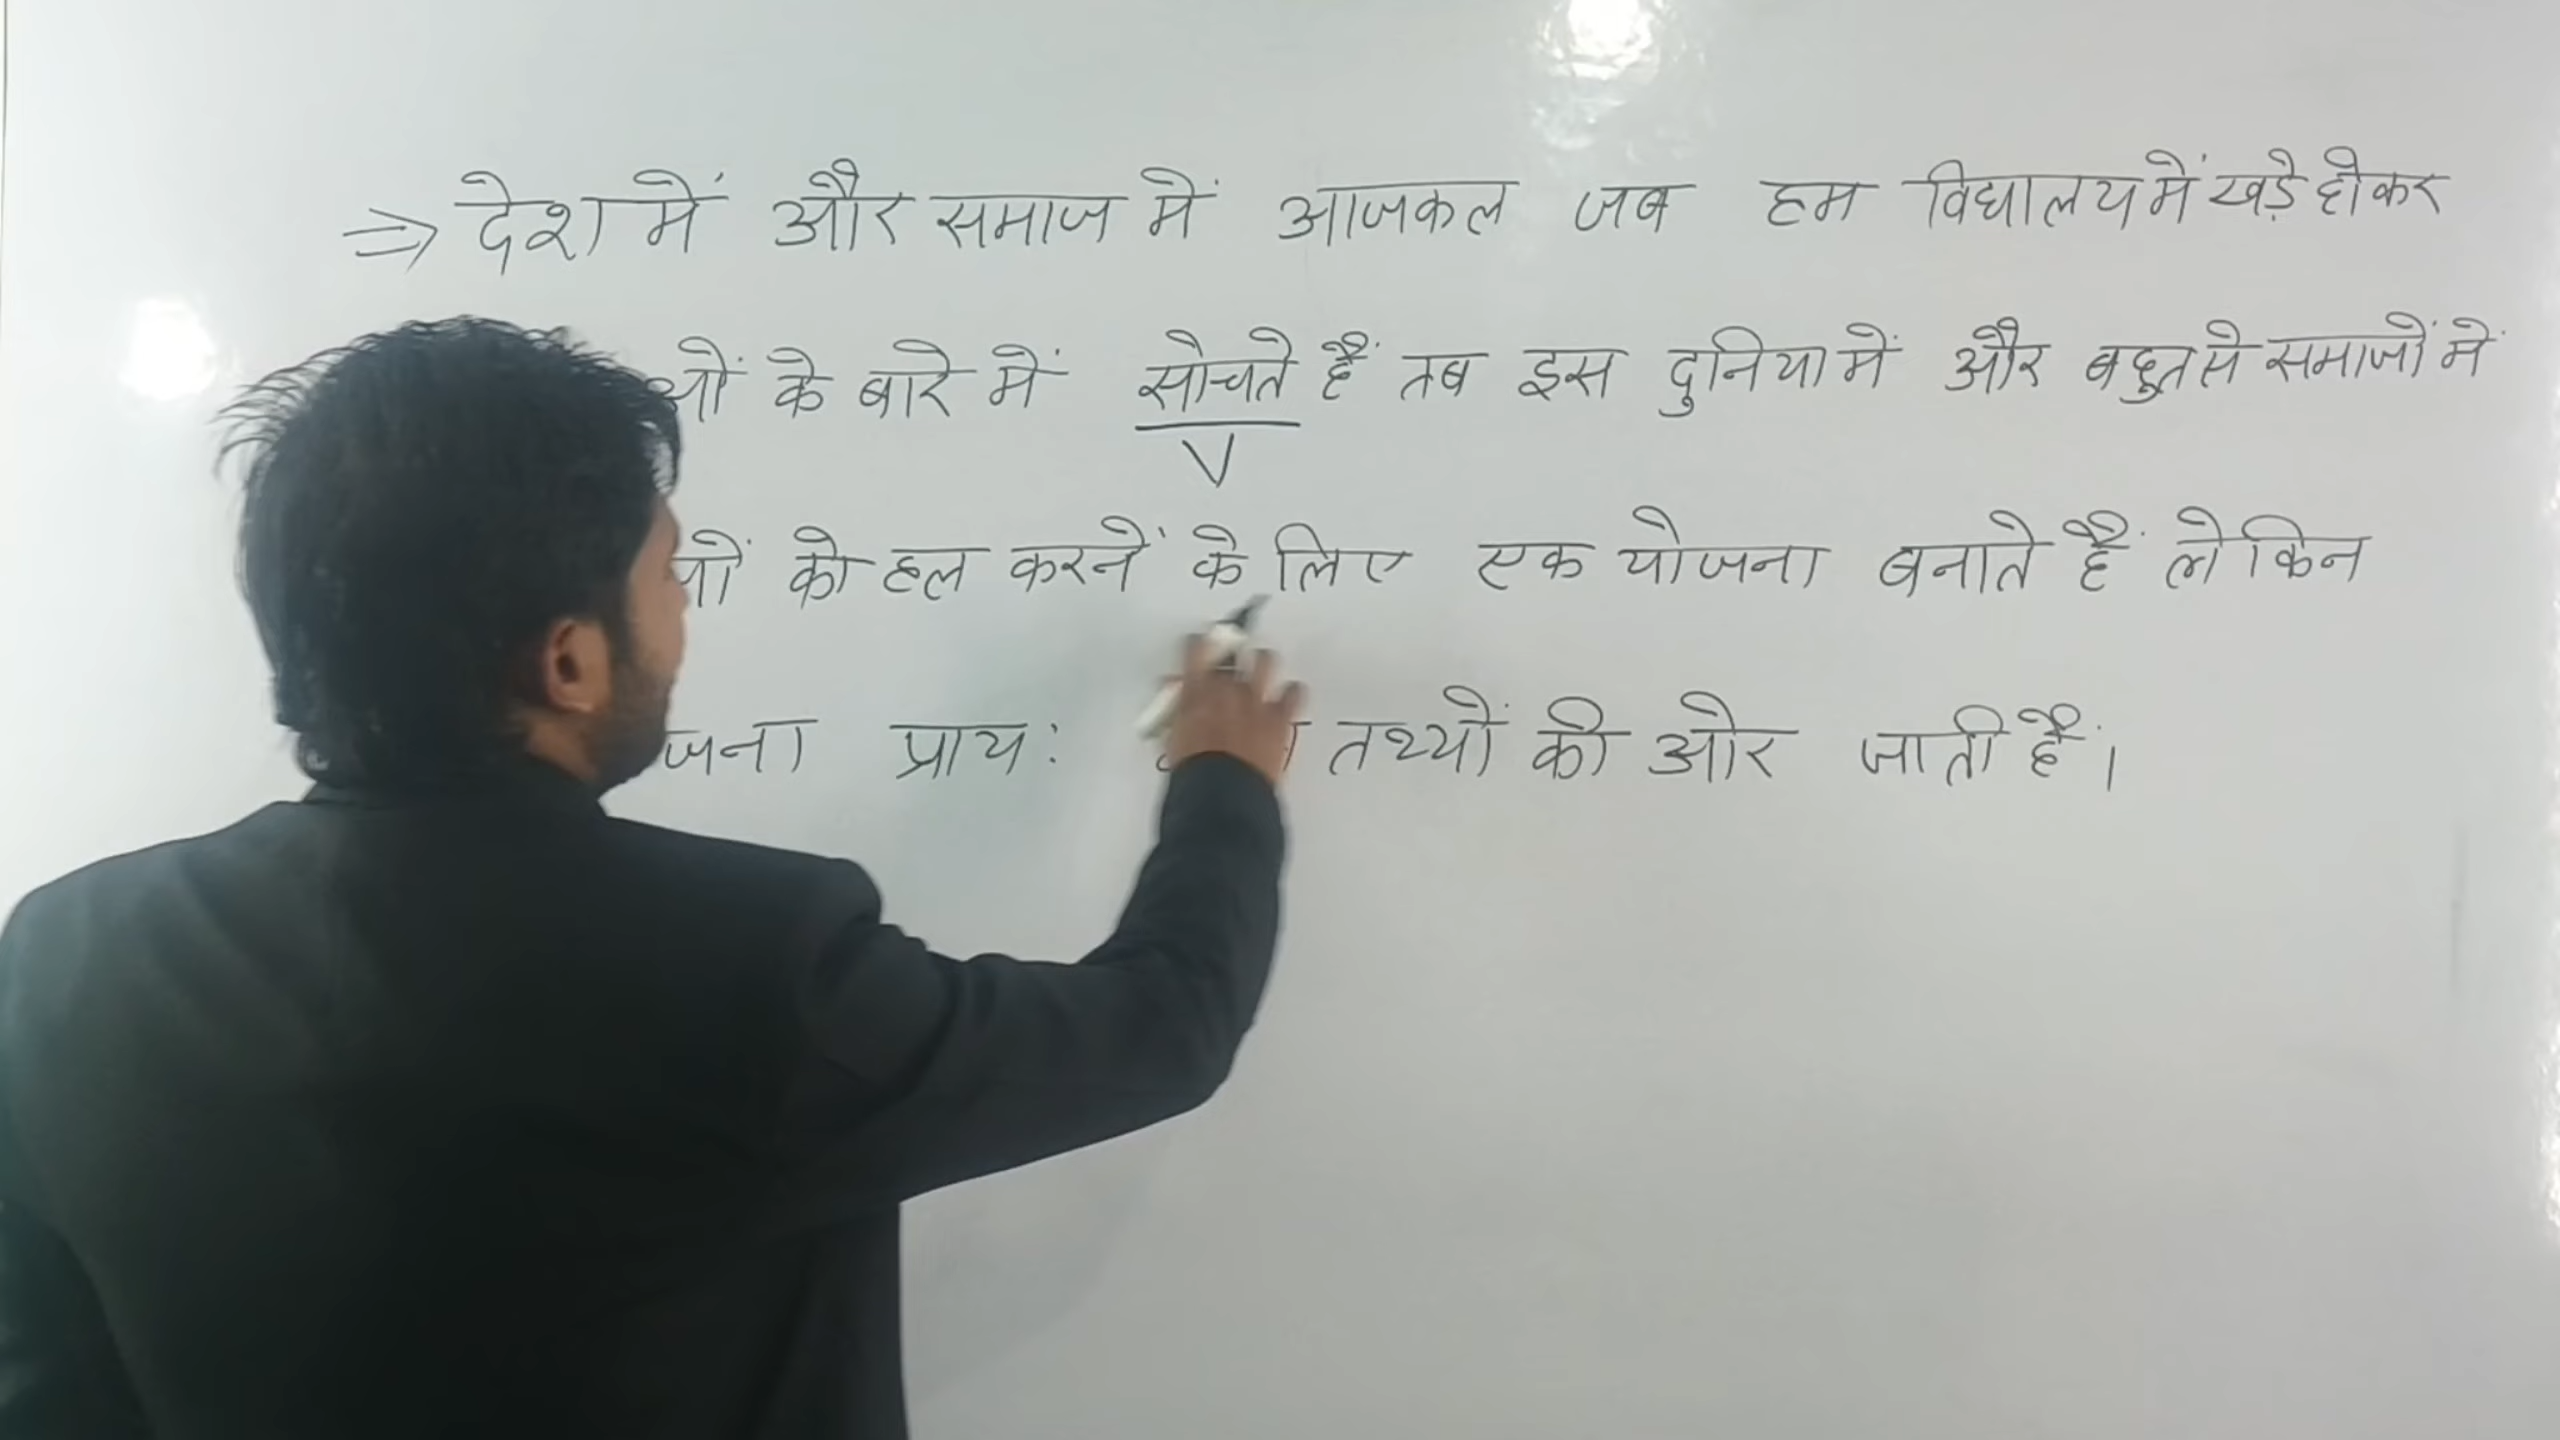 ⇒ देश में और समाज में आजकल जब हम विद्यालय में खड़े होकर
के बारे में सोचते हैं तब इस दुनिया में और बहुत से समाजों में
V
को हल करनें के लिए एक योजना बनाते हैं लेकिन
प्रायः तथ्यों की ओर जाती हैं।